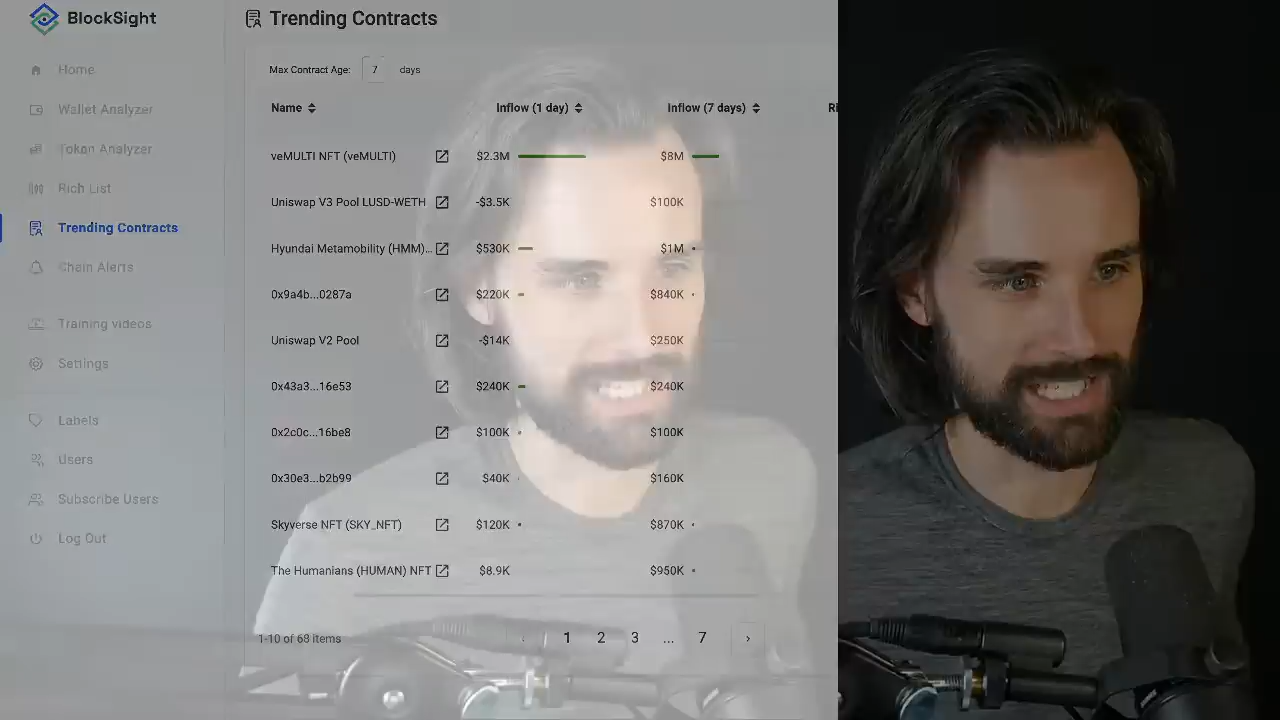 BlockSight
Home
Wallet Analyzer
Token Analyzer
Rich List
Trending Contracts
Chain Alerts
Training videos
Settings
Labels
Users
Subscribe Users
Log Out
Trending Contracts
Max Contract Age: 7 days
Name Inflow (1 day) Inflow (7 days)
veMULTI NFT (veMULTI) $2.3M $8M
Uniswap V3 Pool LUSD-WETH -$3.5K $100K
Hyundai Metamobility (HMM)... $530K $1M
0x9a4b...0287a $220K $840K
Uniswap V2 Pool -$14K $250K
0x43a3...16e53 $240K $240K
0x2c0c...16be8 $100K $100K
0x30e3...b2b99 $40K $160K
Skyverse NFT (SKY_NFT) $120K $870K
The Humanians (HUMAN) NFT $8.9K $950K
1-10 of 68 items ‹ 1 2 3 ... 7 ›